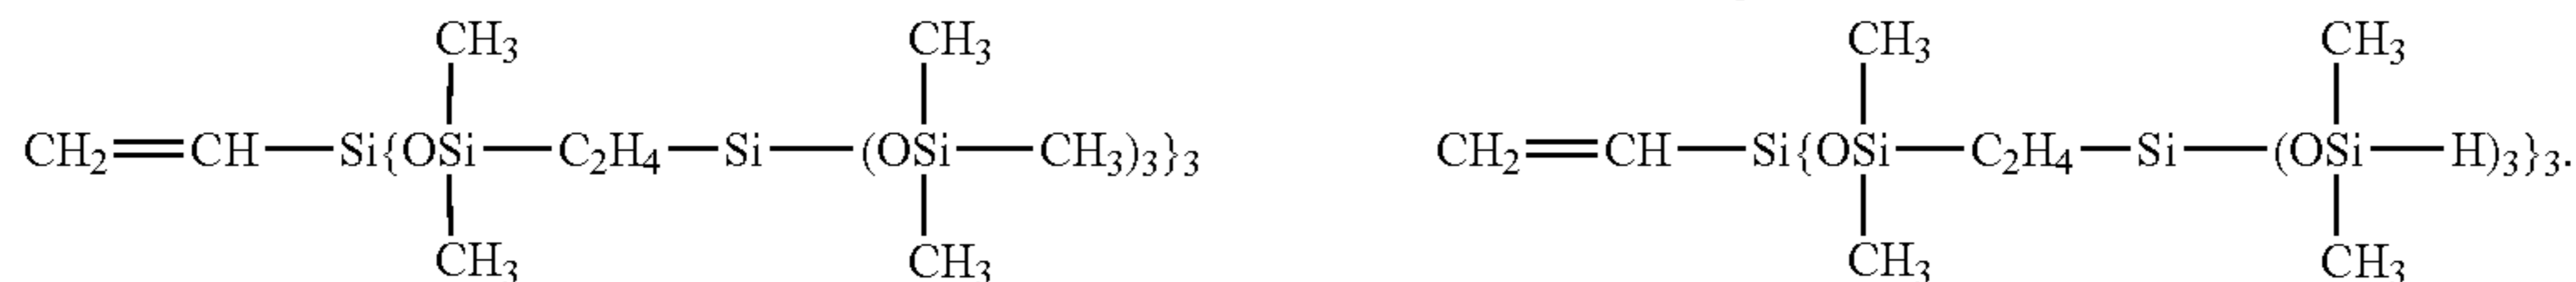 CH3 CH3 CH3 CH3
CH2=CH—Si{OSi—C2H4—Si—(OSi—CH3)3}3 CH2=CH—Si{OSi—C2H4—Si—(OSi—H)3}3.
CH3 CH3 CH3 CH3